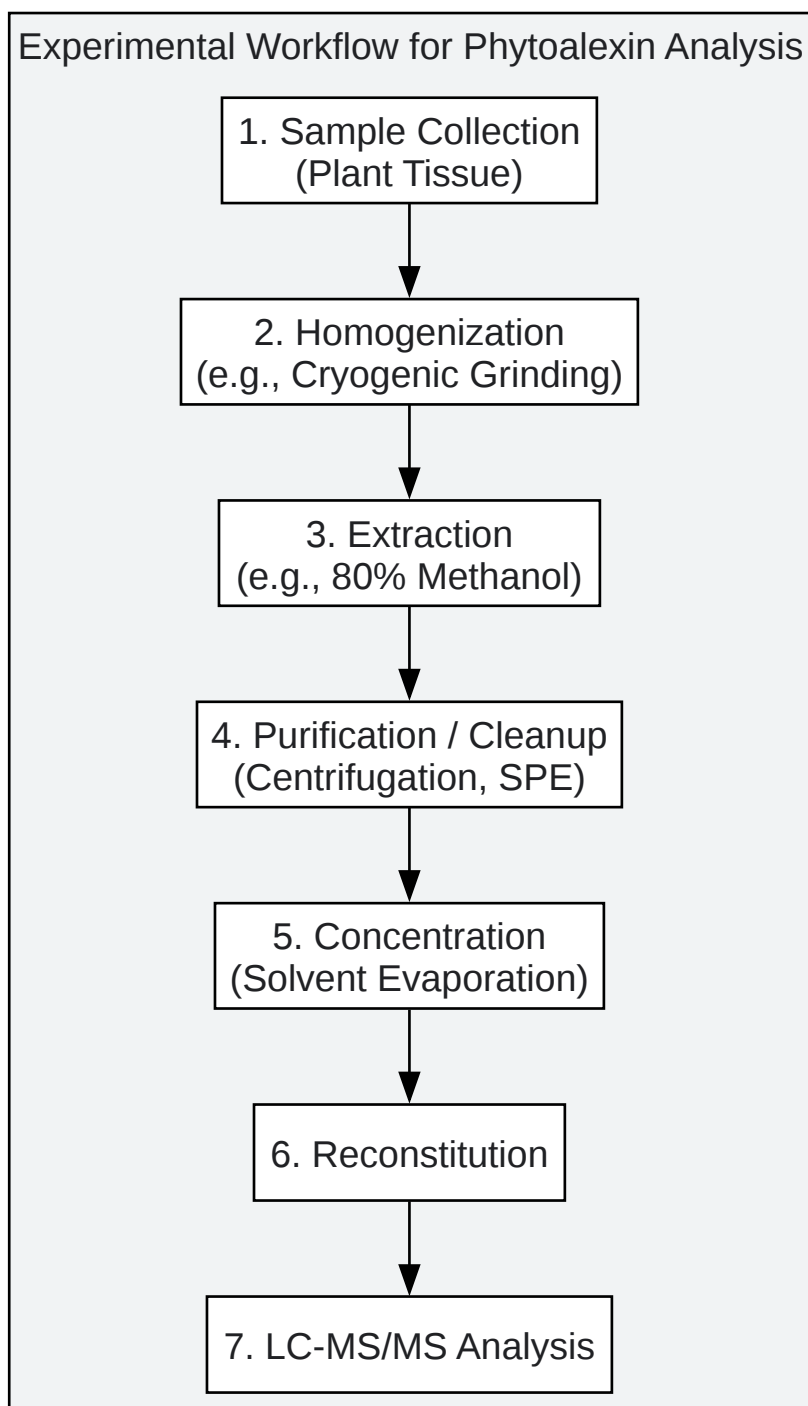 Experimental Workflow for Phytoalexin Analysis
1. Sample Collection
(Plant Tissue)
2. Homogenization
(e.g., Cryogenic Grinding)
3. Extraction
(e.g., 80% Methanol)
4. Purification / Cleanup
(Centrifugation, SPE)
5. Concentration
(Solvent Evaporation)
6. Reconstitution
7. LC-MS/MS Analysis